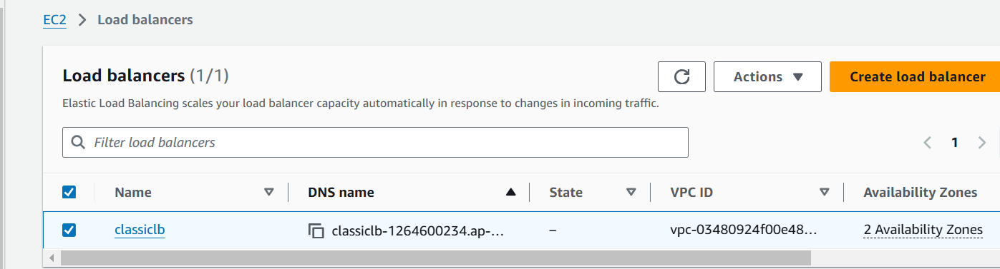 EC2 > Load balancers
Load balancers (1/1)
Actions
Create load balancer
Elastic Load Balancing scales your load balancer capacity automatically in response to changes in incoming traffic.
Filter load balancers
1
Name DNS name State VPC ID Availability Zones
classiclb classiclb-1264600234.ap-... – vpc-03480924f00e48... 2 Availability Zones